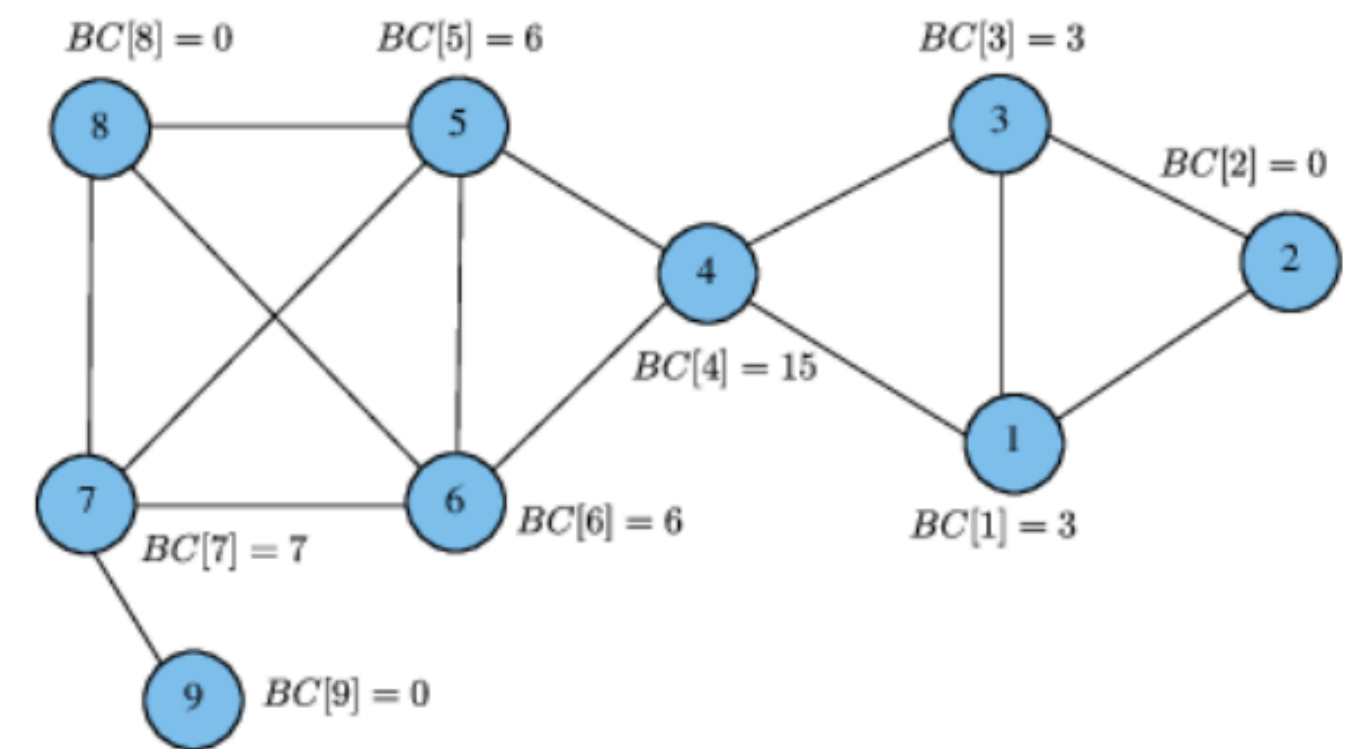 BC[8] = 0
BC[5] = 6
BC[3] = 3
8
5
3
BC[2] = 0
4
2
BC[4] = 15
1
7
6
BC[6] = 6
BC[1] = 3
BC[7] = 7
9
BC[9] = 0